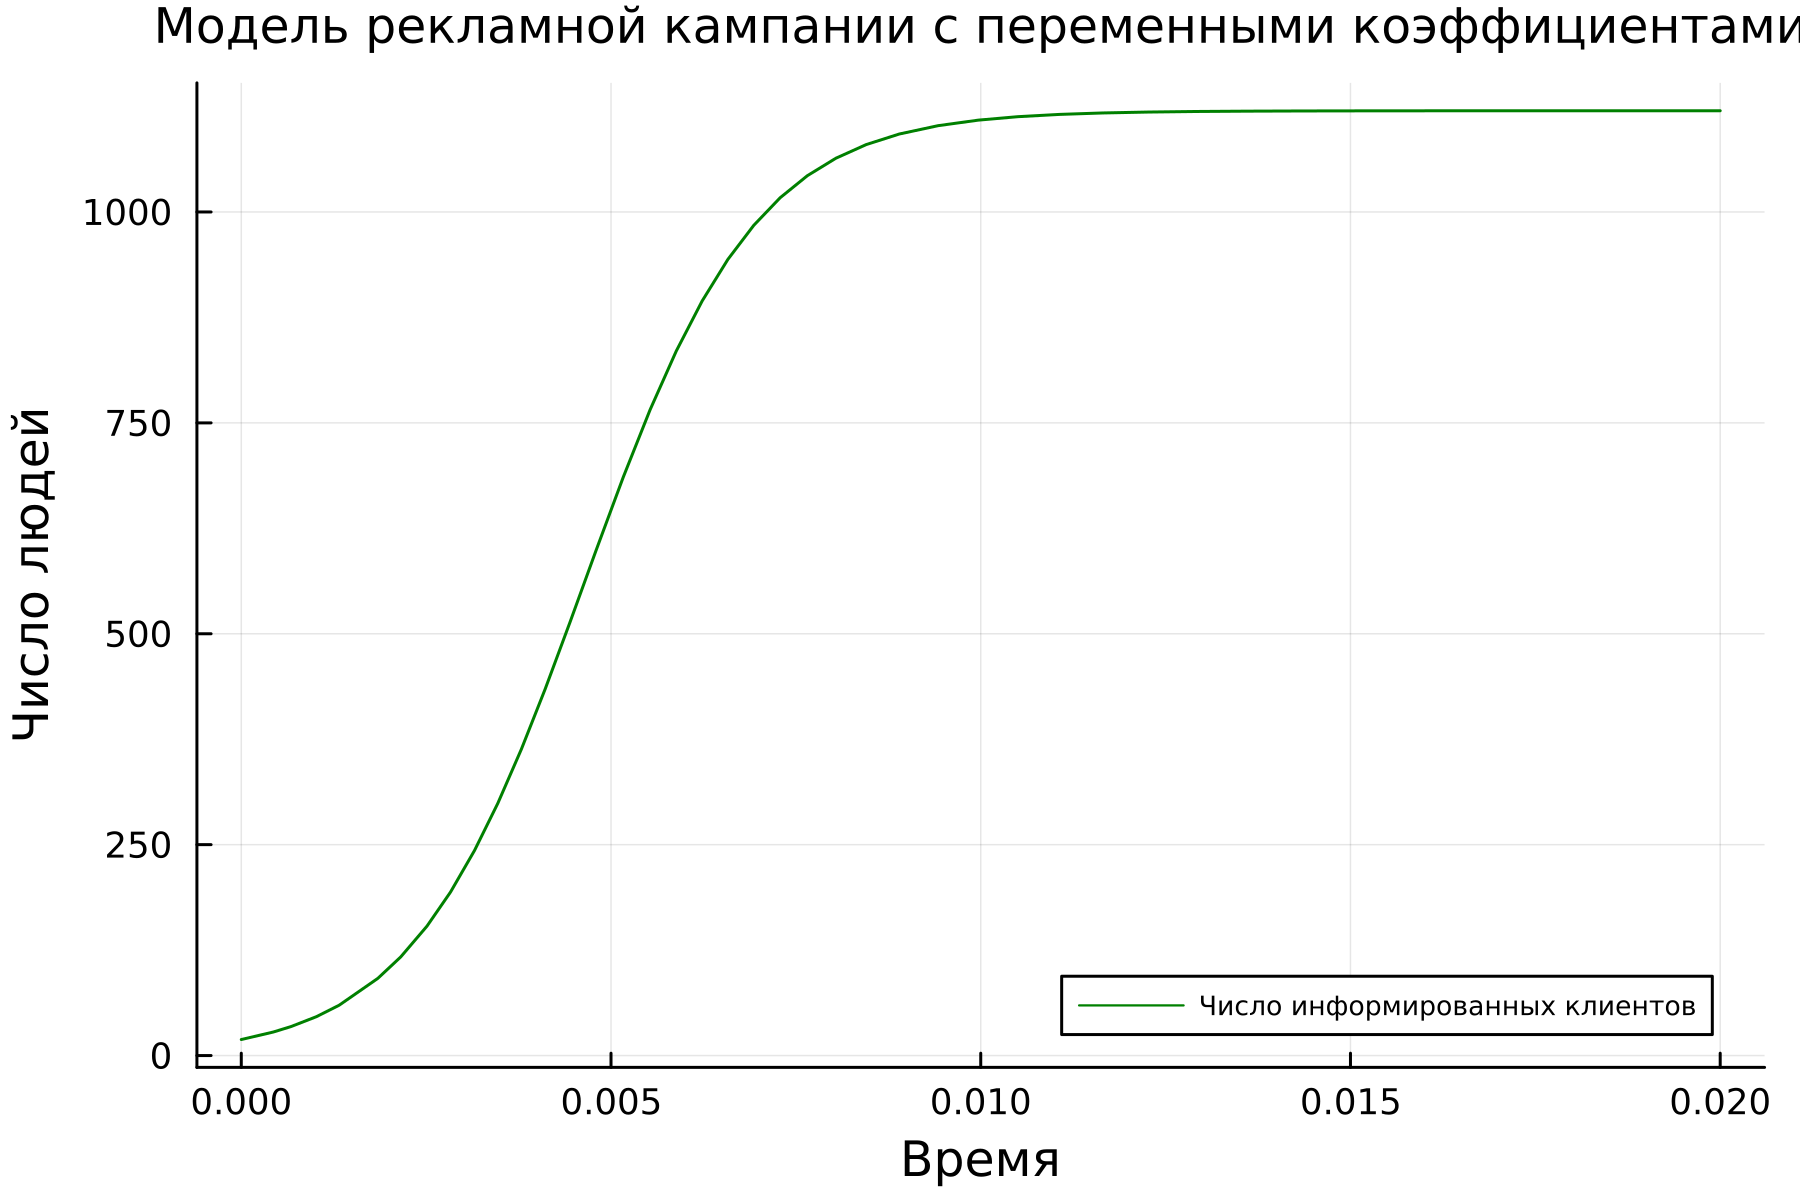 Модель рекламной кампании с переменными коэффициентами
1000
750
500
250
0
Число людей
Число информированных клиентов
0.000 0.005 0.010 0.015 0.020
Время